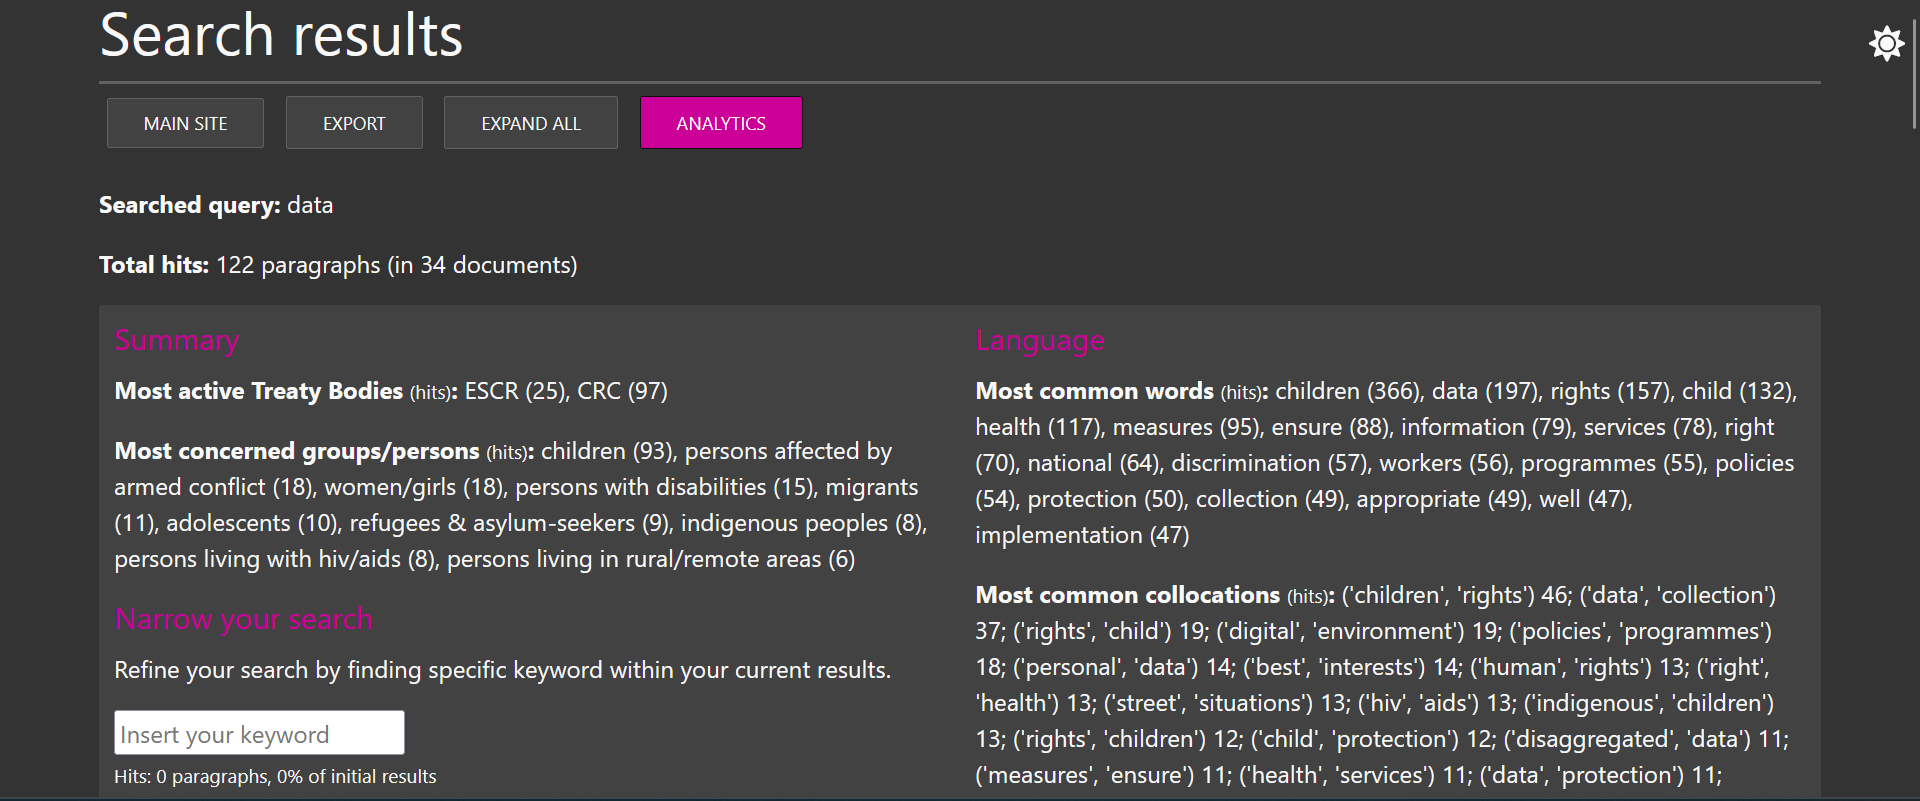 Search results
MAIN SITE
EXPORT
EXPAND ALL
ANALYTICS
Searched query: data
Total hits: 122 paragraphs (in 34 documents)
Summary
Most active Treaty Bodies (hits): ESCR (25), CRC (97)
Most concerned groups/persons (hits): children (93), persons affected by
armed conflict (18), women/girls (18), persons with disabilities (15), migrants
(11), adolescents (10), refugees & asylum-seekers (9), indigenous peoples (8),
persons living with hiv/aids (8), persons living in rural/remote areas (6)
Narrow your search
Refine your search by finding specific keyword within your current results.
Insert your keyword
Hits: 0 paragraphs, 0% of initial results
Language
Most common words (hits): children (366), data (197), rights (157), child (132),
health (117), measures (95), ensure (88), information (79), services (78), right
(70), national (64), discrimination (57), workers (56), programmes (55), policies
(54), protection (50), collection (49), appropriate (49), well (47),
implementation (47)
Most common collocations (hits): ('children', 'rights') 46; ('data', 'collection')
37; ('rights', 'child') 19; ('digital', 'environment') 19; ('policies', 'programmes')
18; ('personal', 'data') 14; ('best', 'interests') 14; ('human', 'rights') 13; ('right',
'health') 13; ('street', 'situations') 13; ('hiv', 'aids') 13; ('indigenous', 'children')
13; ('rights', 'children') 12; ('child', 'protection') 12; ('disaggregated', 'data') 11;
('measures', 'ensure') 11; ('health', 'services') 11; ('data', 'protection') 11;